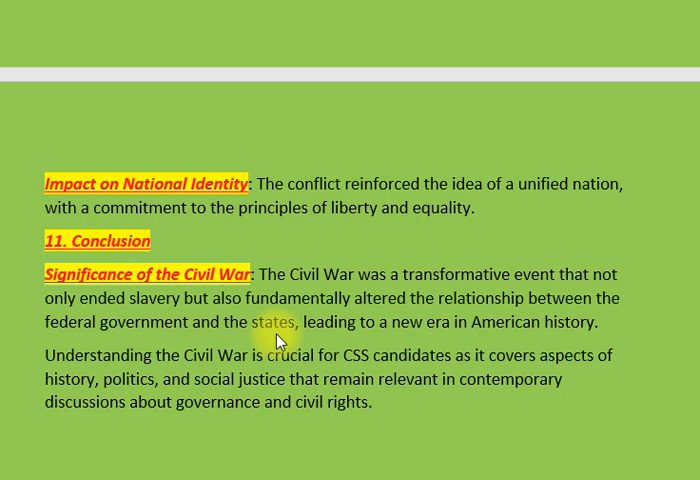 Impact on National Identity: The conflict reinforced the idea of a unified nation,
with a commitment to the principles of liberty and equality.
11. Conclusion
Significance of the Civil War: The Civil War was a transformative event that not
only ended slavery but also fundamentally altered the relationship between the
federal government and the states, leading to a new era in American history.
Understanding the Civil War is crucial for CSS candidates as it covers aspects of
history, politics, and social justice that remain relevant in contemporary
discussions about governance and civil rights.